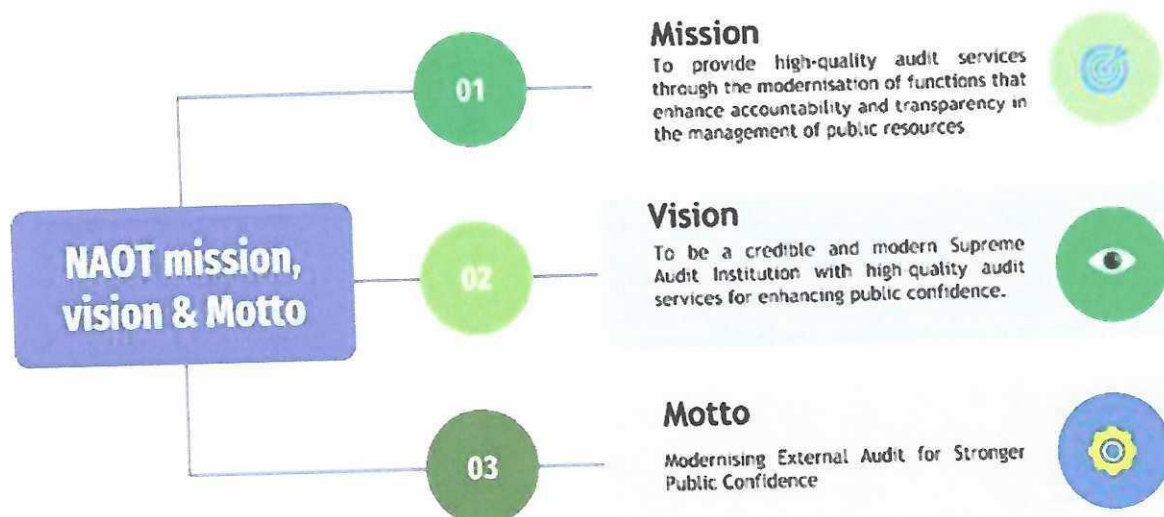 NAOT mission,
vision & Motto
01
Mission
To provide high-quality audit services
through the modernisation of functions that
enhance accountability and transparency in
the management of public resources
02
Vision
To be a credible and modern Supreme
Audit Institution with high-quality audit
services for enhancing public confidence.
03
Motto
Modernising External Audit for Stronger
Public Confidence